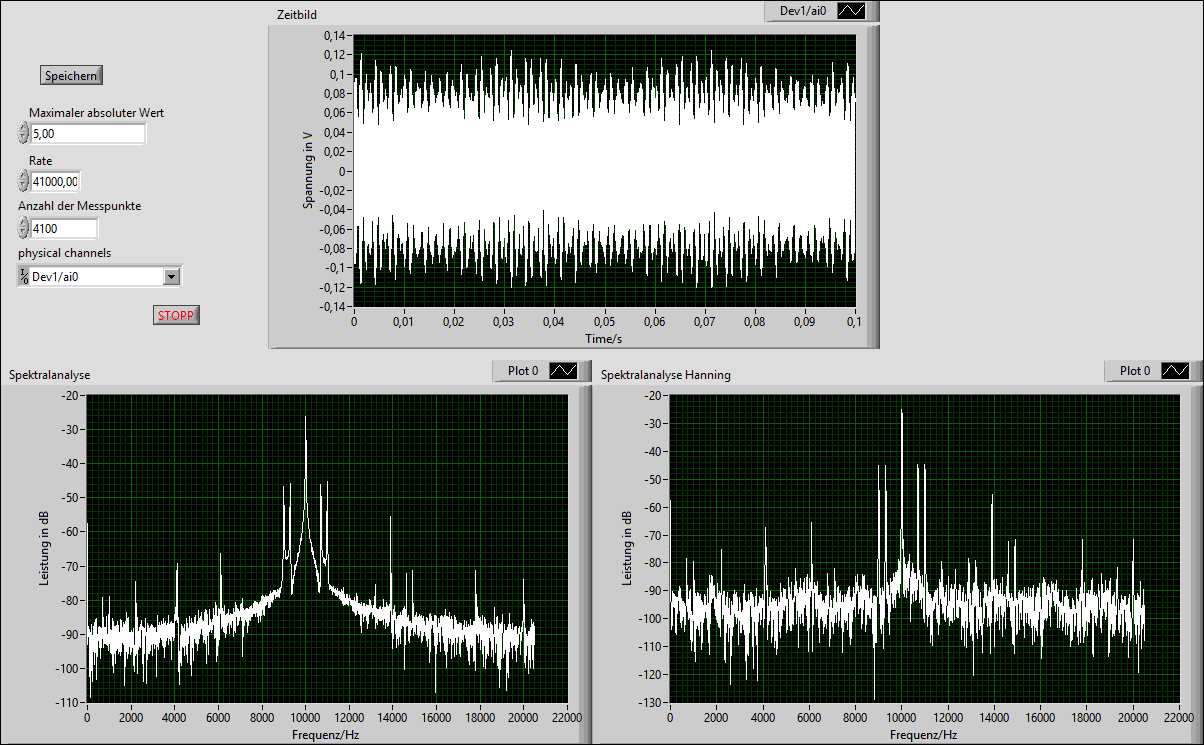 Zeitbild
Dev1/ai0
Speichern
Maximaler absoluter Wert
5,00
Rate
41000,00
Anzahl der Messpunkte
4100
physical channels
I/0 Dev1/ai0
STOPP
0,14
0,12
0,1
0,08
0,06
0,04
0,02
0
-0,02
-0,04
-0,06
-0,08
-0,1
-0,12
-0,14
Spannung in V
0 0,01 0,02 0,03 0,04 0,05 0,06 0,07 0,08 0,09 0,1
Time/s
Spektralanalyse
Plot 0
-20
-30
-40
-50
-60
-70
-80
-90
-100
-110
Leistung in dB
0 2000 4000 6000 8000 10000 12000 14000 16000 18000 20000 22000
Frequenz/Hz
Spektralanalyse Hanning
Plot 0
-20
-30
-40
-50
-60
-70
-80
-90
-100
-110
-120
-130
Leistung in dB
0 2000 4000 6000 8000 10000 12000 14000 16000 18000 20000 22000
Frequenz/Hz